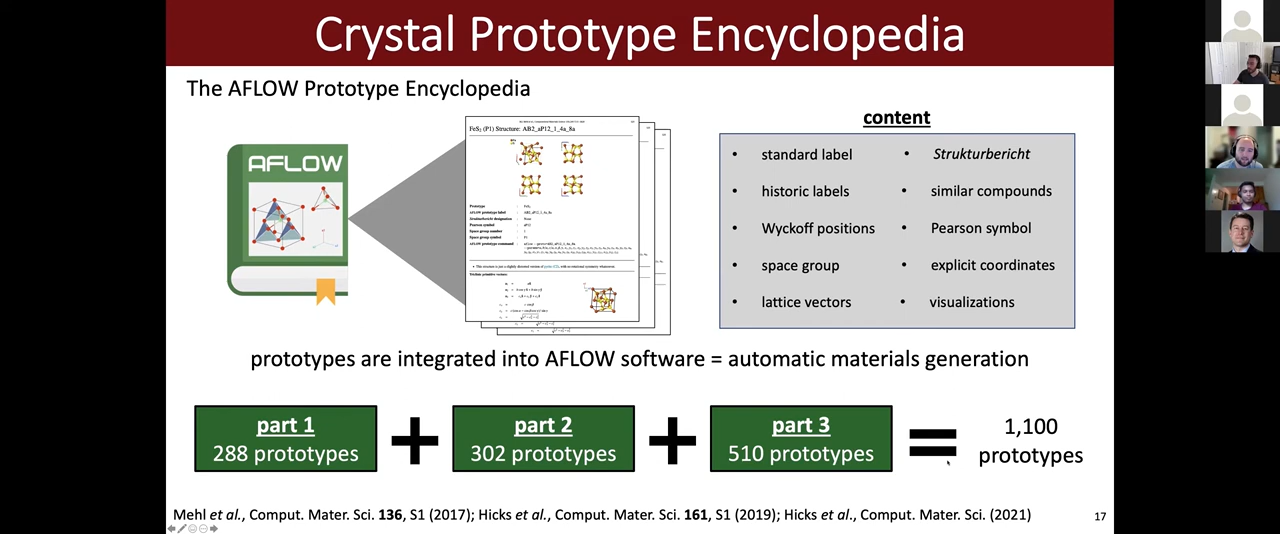 Crystal Prototype Encyclopedia
The AFLOW Prototype Encyclopedia
AFLOW
FeS2 (P1) Structure: AB2_aP12_1_4a_8a
content
• standard label
• Strukturbericht
• historic labels
• similar compounds
• Wyckoff positions
• Pearson symbol
• space group
• explicit coordinates
• lattice vectors
• visualizations
prototypes are integrated into AFLOW software = automatic materials generation
part 1
288 prototypes
+
part 2
302 prototypes
+
part 3
510 prototypes
=
1,100
prototypes
Mehl et al., Comput. Mater. Sci. 136, S1 (2017); Hicks et al., Comput. Mater. Sci. 161, S1 (2019); Hicks et al., Comput. Mater. Sci. (2021)
17